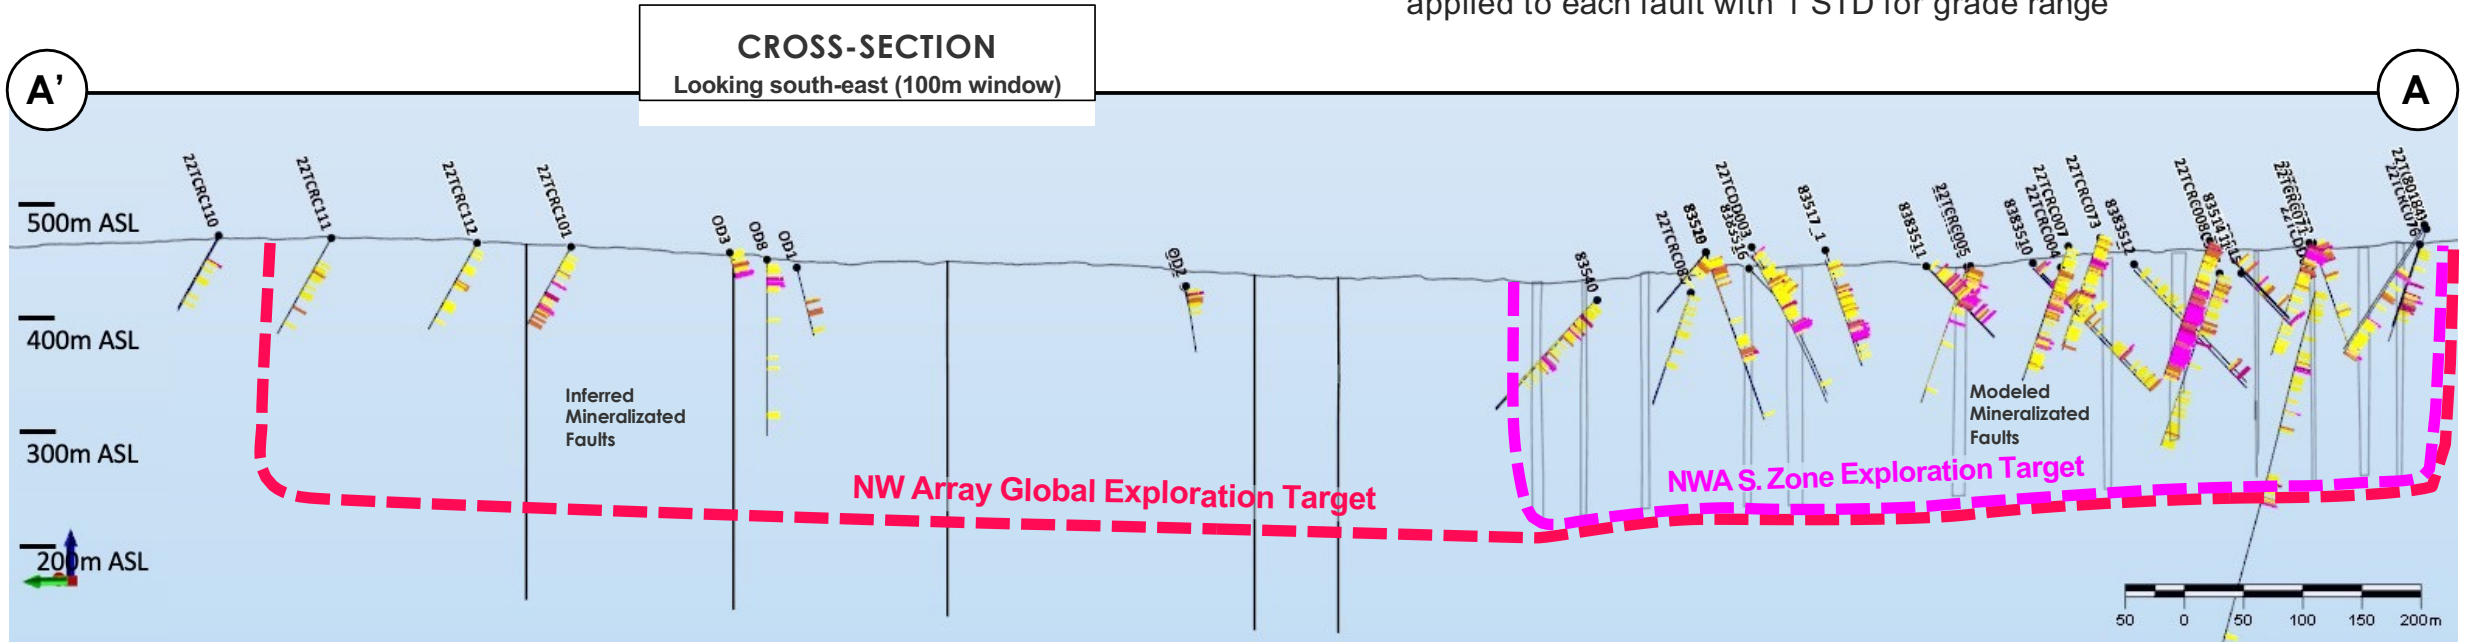 applied to each fault with 1 STD for grade range
CROSS-SECTION
Looking south-east (100m window)
A'
A
22TCRC110
22TCRC111
22TCRC112
22TCRC101
OD3
OD8
OD1
OD2
83540
83520
22TCDD003
83517_1
8383511
22TCRC005
8383510
22TCRC007
22TCRC004
22TCRC073
8383512
500m ASL
400m ASL
300m ASL
200m ASL
Inferred
Mineralizated
Faults
Modeled
Mineralizated
Faults
NW Array Global Exploration Target
NWA S. Zone Exploration Target
50 0 50 100 150 200m